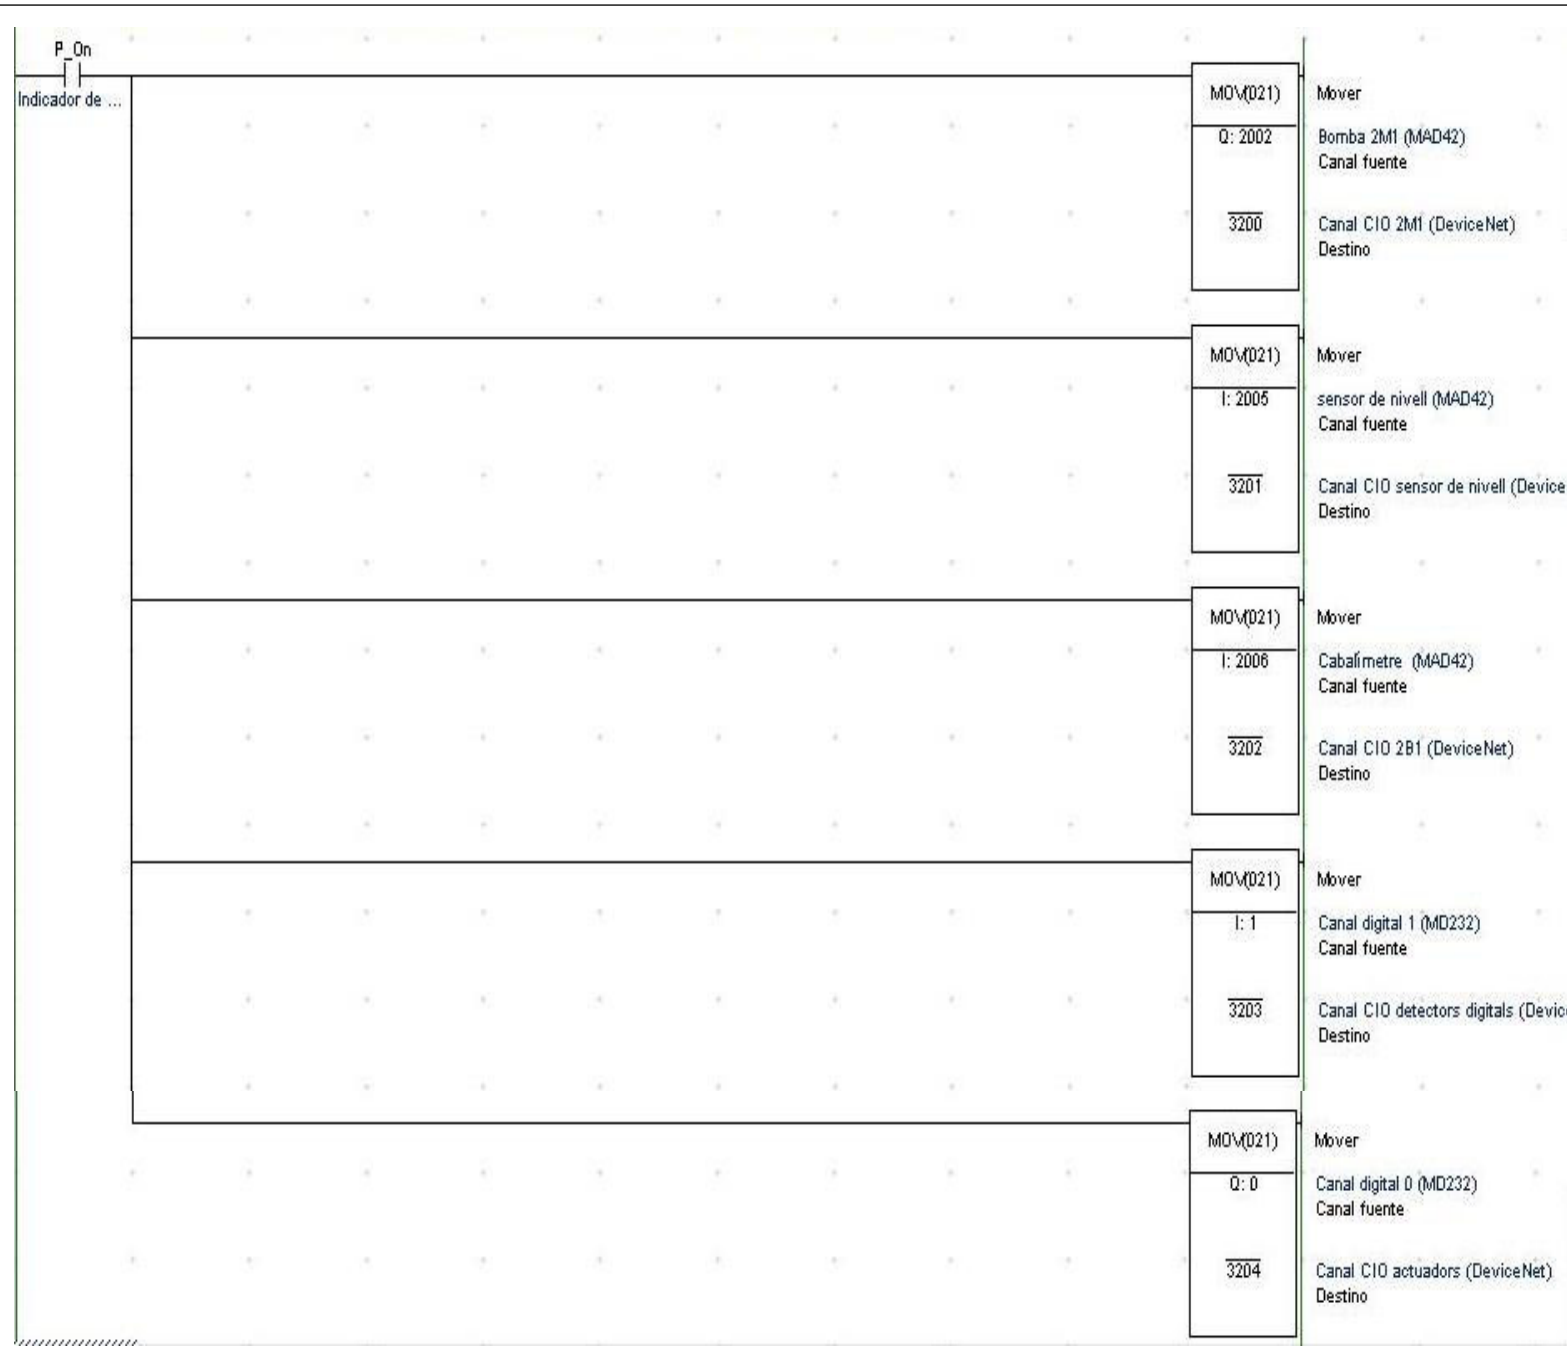 P_On
Indicador de ...
MOV(021)
Mover
Q: 2002
Bomba 2M1 (MAD42)
Canal fuente
3200
Canal CIO 2M1 (DeviceNet)
Destino
MOV(021)
Mover
I: 2005
sensor de nivell (MAD42)
Canal fuente
3201
Canal CIO sensor de nivell (Device
Destino
MOV(021)
Mover
I: 2006
Cabalímetre (MAD42)
Canal fuente
3202
Canal CIO 2B1 (DeviceNet)
Destino
MOV(021)
Mover
I: 1
Canal digital 1 (MD232)
Canal fuente
3203
Canal CIO detectors digitals (Devic
Destino
MOV(021)
Mover
Q: 0
Canal digital 0 (MD232)
Canal fuente
3204
Canal CIO actuadors (DeviceNet)
Destino